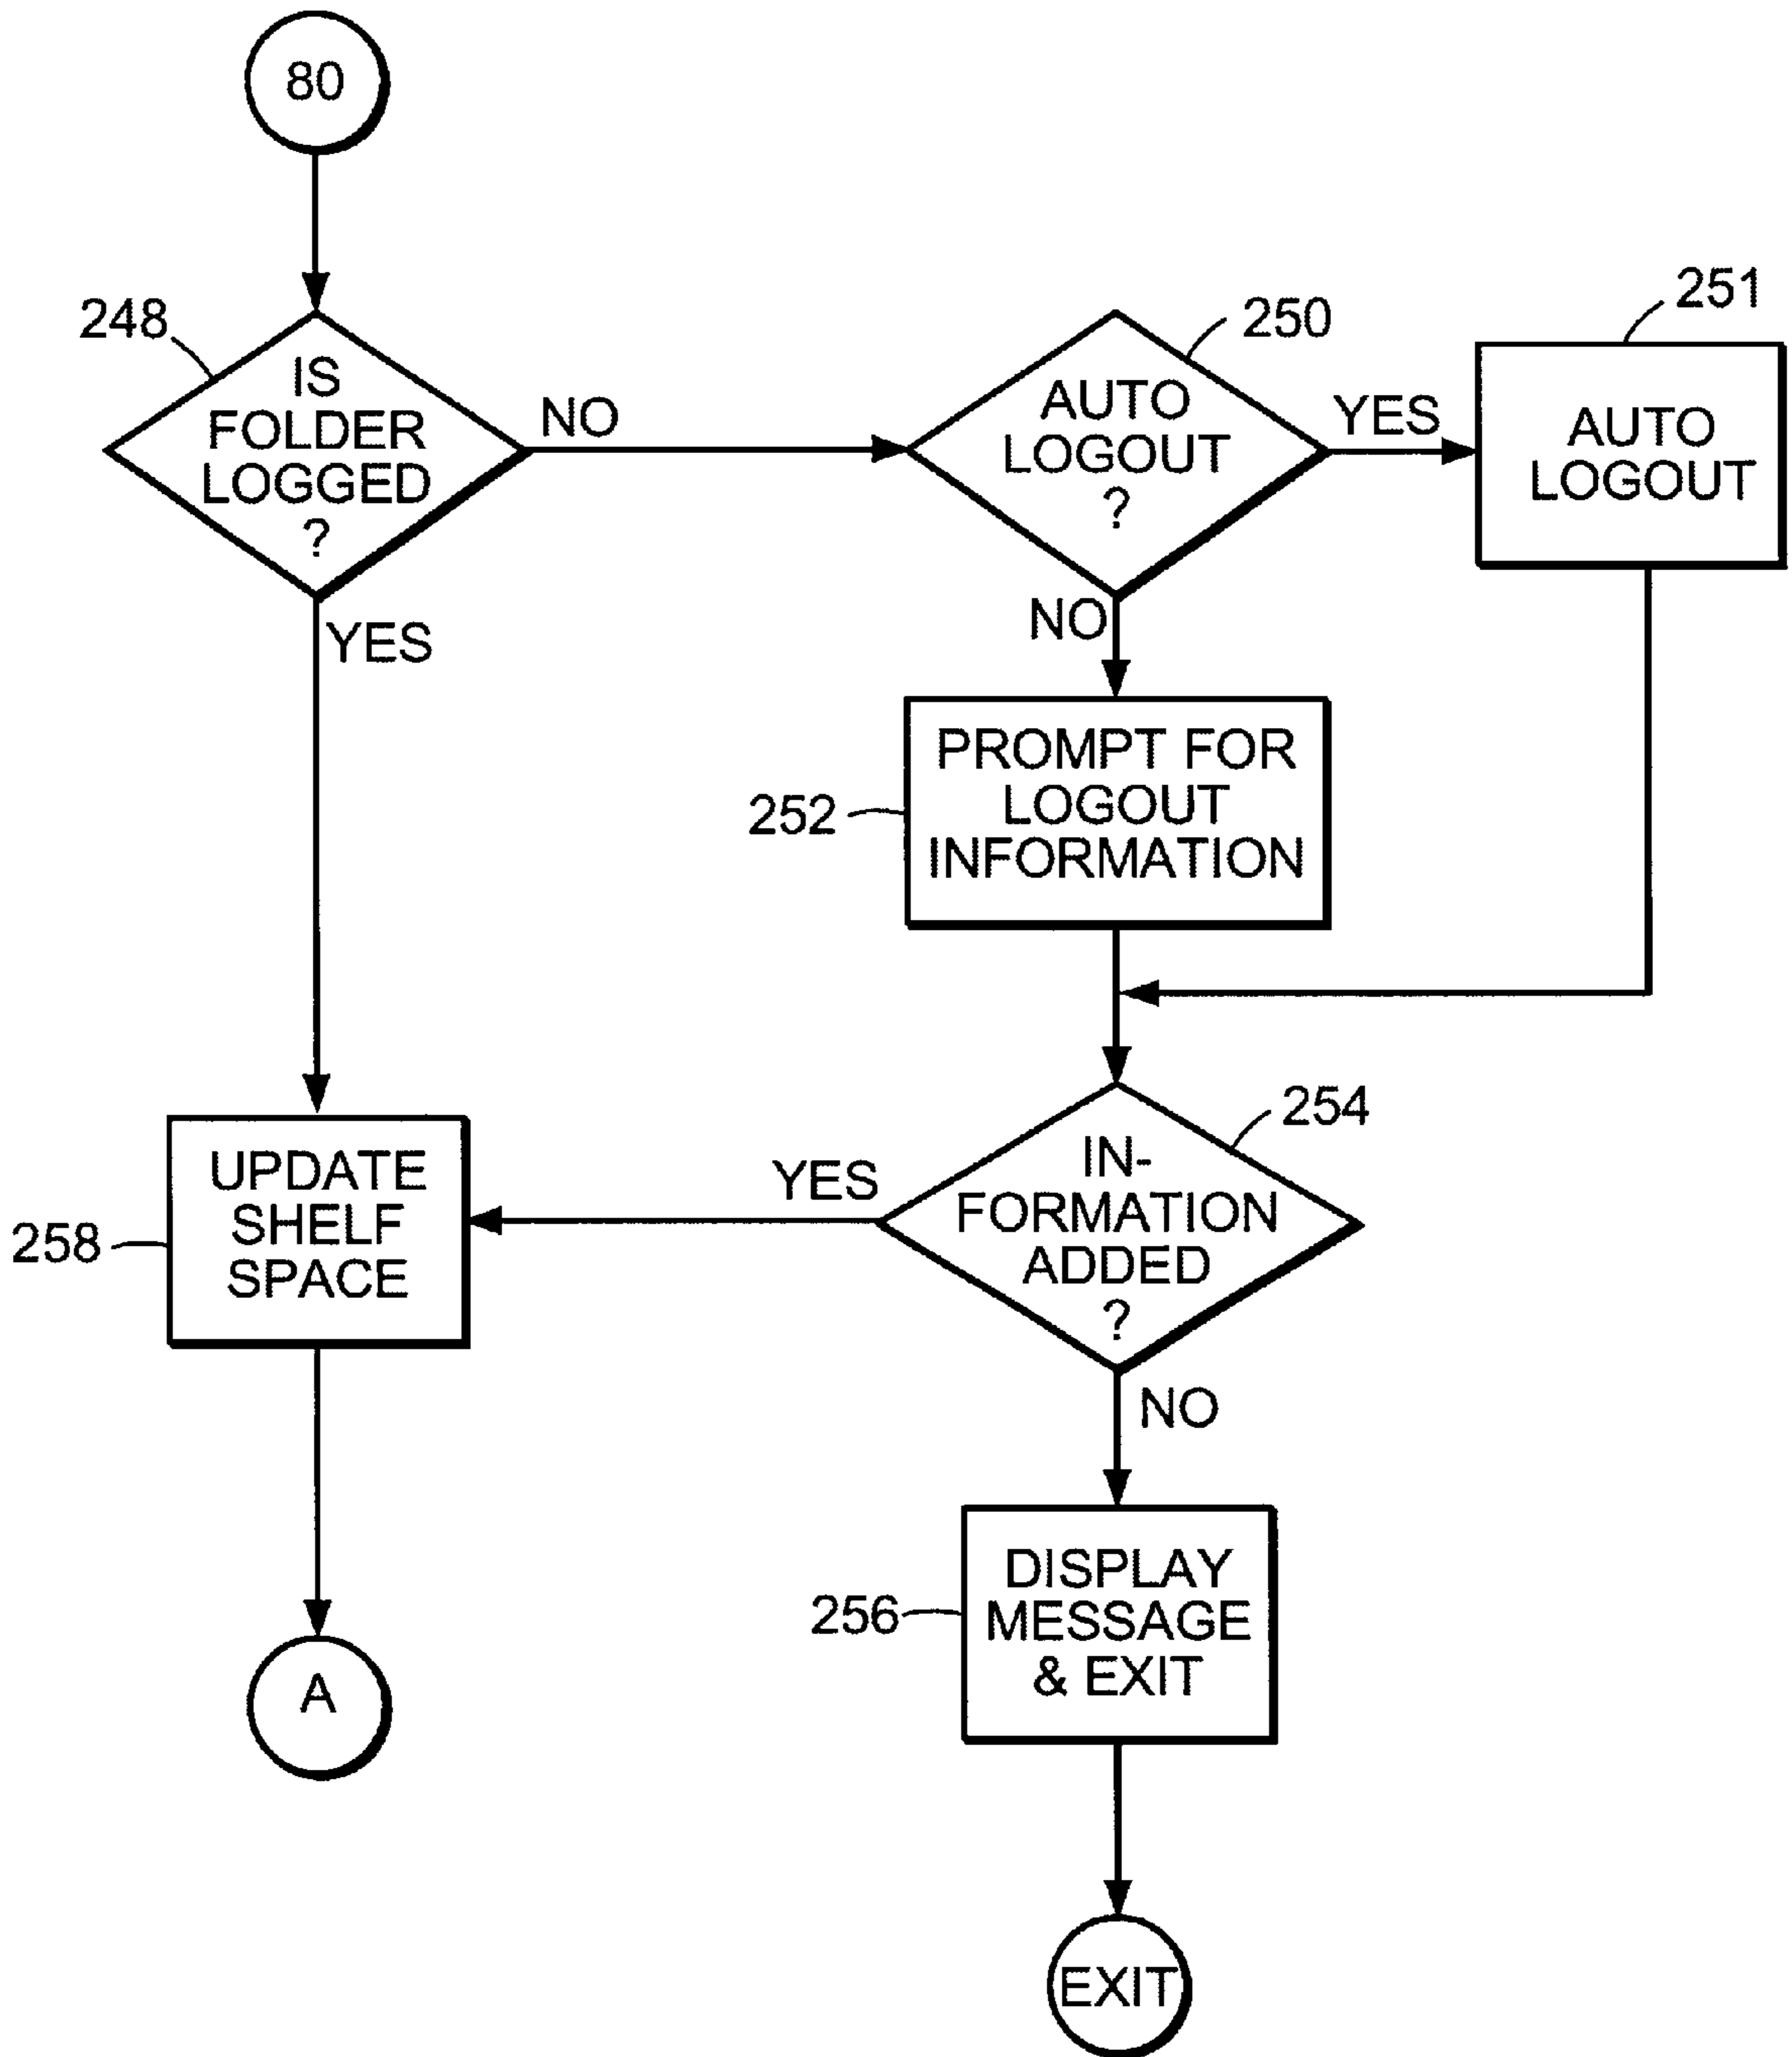 80
248
IS
FOLDER
LOGGED
?
NO
YES
250
AUTO
LOGOUT
?
YES
NO
251
AUTO
LOGOUT
252
PROMPT FOR
LOGOUT
INFORMATION
254
IN-
FORMATION
ADDED
?
YES
NO
258
UPDATE
SHELF
SPACE
256
DISPLAY
MESSAGE
& EXIT
A
EXIT